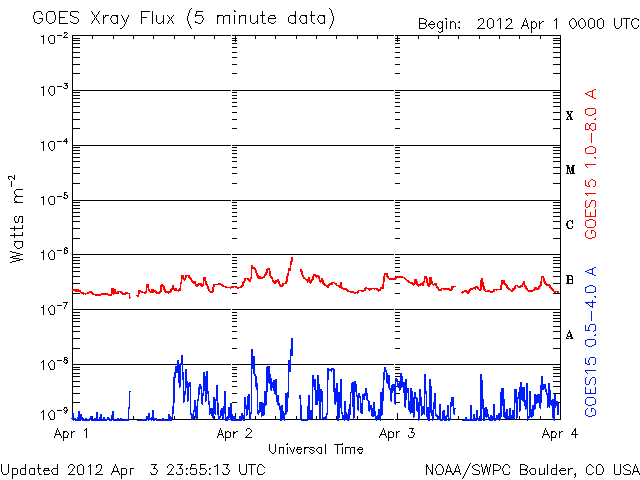 GOES Xray Flux (5 minute data)
Begin: 2012 Apr 1 0000 UTC
10⁻²
10⁻³
10⁻⁴
10⁻⁵
10⁻⁶
10⁻⁷
10⁻⁸
10⁻⁹
Watts m⁻²
X
M
C
B
A
GOES15 1.0-8.0 A
GOES15 0.5-4.0 A
Apr 1
Apr 2
Apr 3
Apr 4
Universal Time
Updated 2012 Apr 3 23:55:13 UTC
NOAA/SWPC Boulder, CO USA